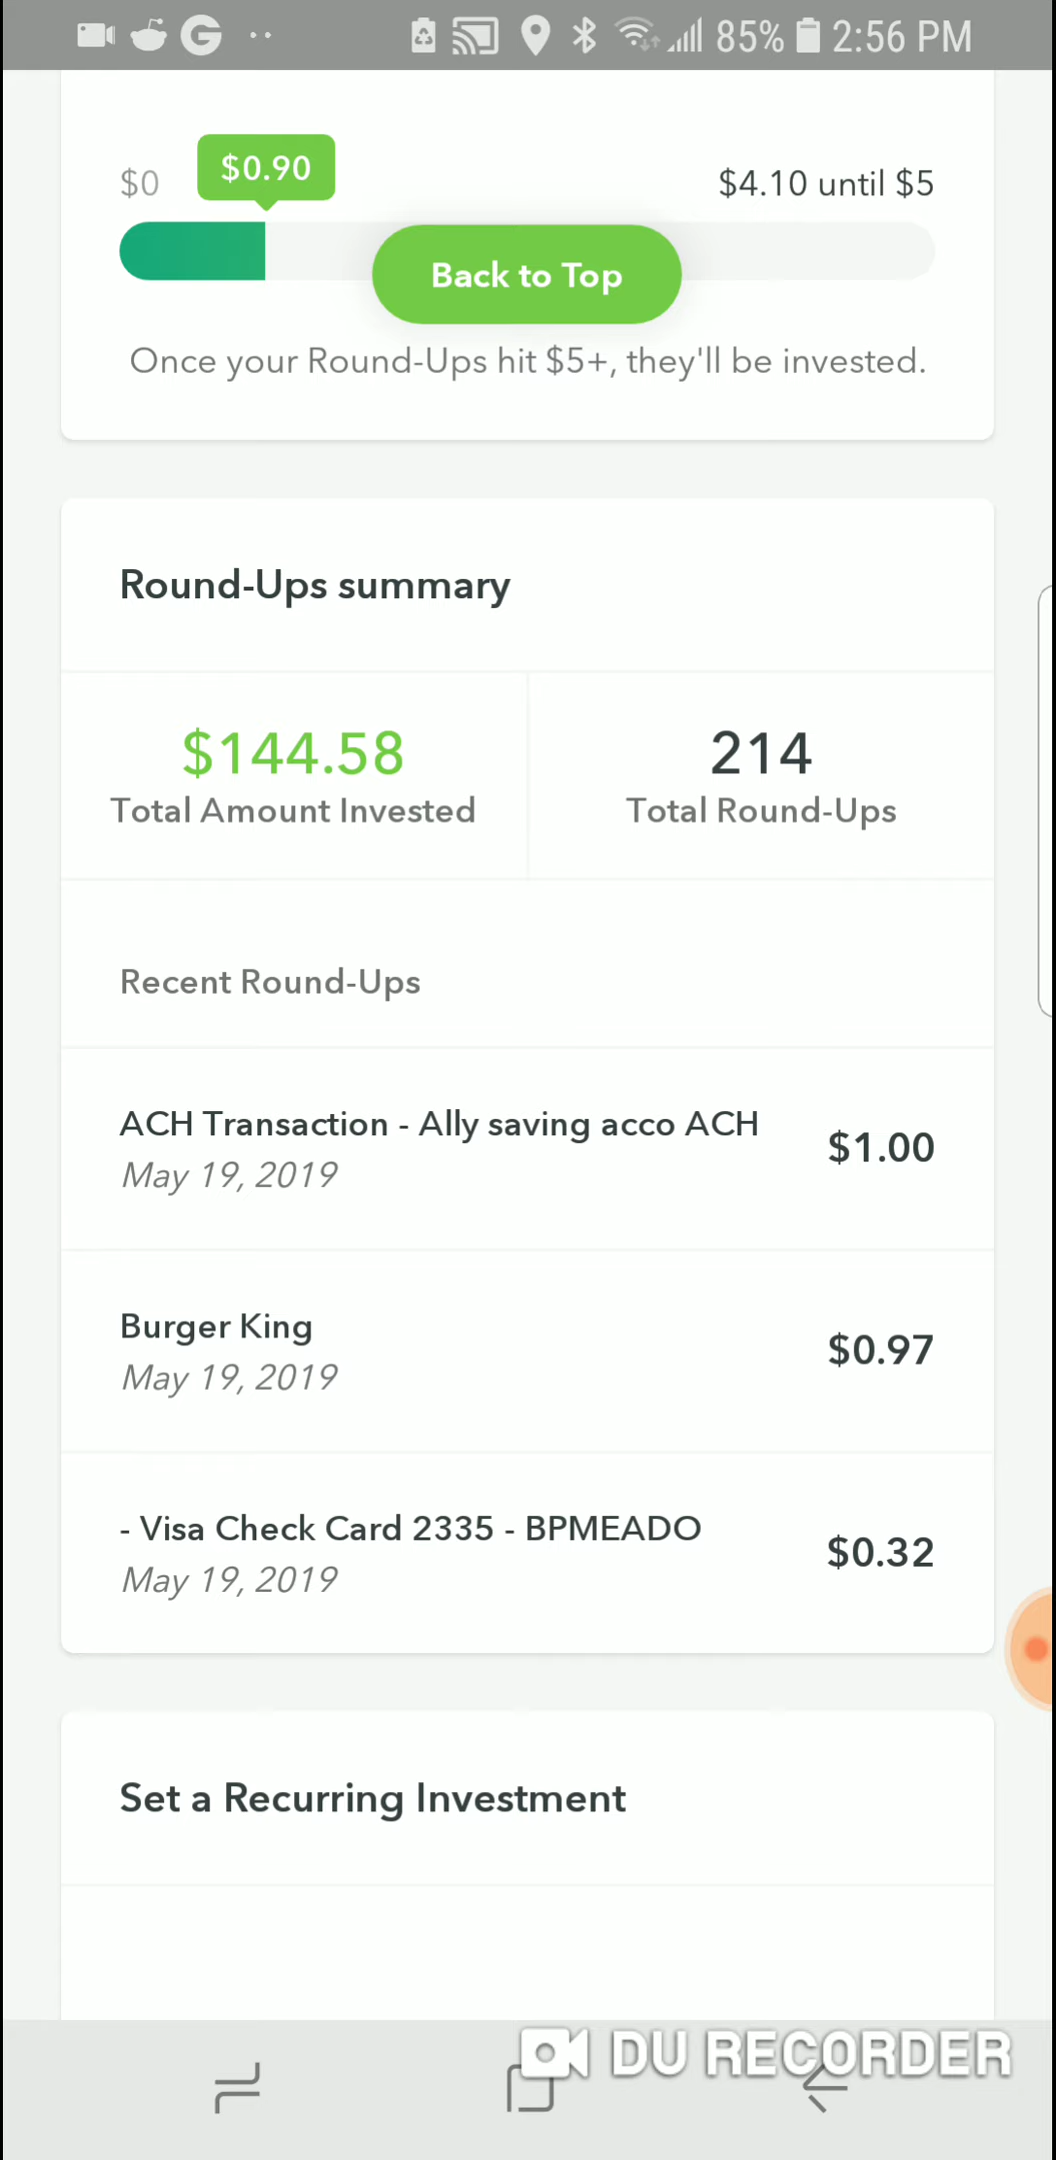 85% 2:56 PM
$0 $0.90 $4.10 until $5
Back to Top
Once your Round-Ups hit $5+, they'll be invested.
Round-Ups summary
$144.58 214
Total Amount Invested Total Round-Ups
Recent Round-Ups
ACH Transaction - Ally saving acco ACH
May 19, 2019
$1.00
Burger King
May 19, 2019
$0.97
- Visa Check Card 2335 - BPMEADO
May 19, 2019
$0.32
Set a Recurring Investment
DU RECORDER